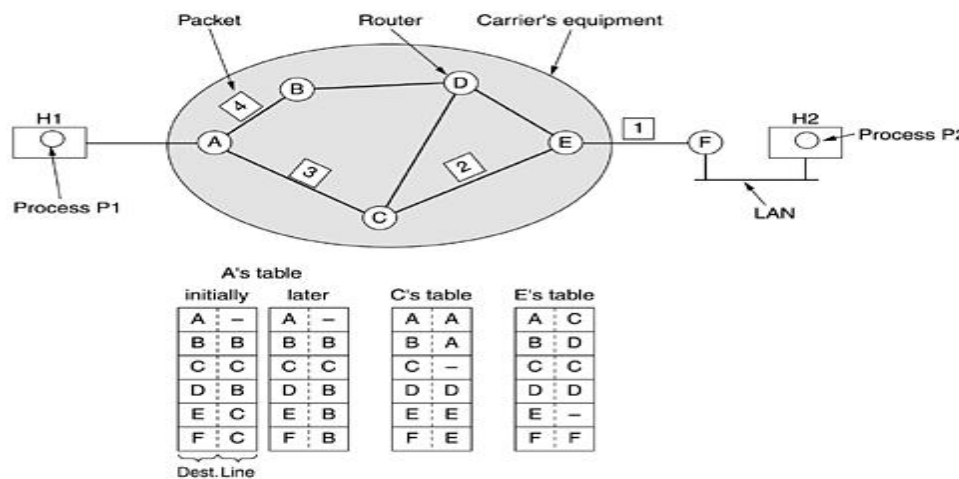 Packet Router Carrier's equipment
B D
4
H1 1 H2
A E F Process P2
3 2
Process P1
C LAN
A's table
initially later C's table E's table
A – A – A A A C
B B B B B A B D
C C C C C – C C
D B D B D D D D
E C E B E E E –
F C F B F E F F
Dest. Line